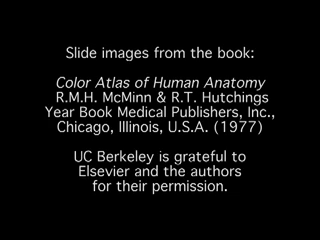 Slide images from the book:
Color Atlas of Human Anatomy
R.M.H. McMinn & R.T. Hutchings
Year Book Medical Publishers, Inc.,
Chicago, Illinois, U.S.A. (1977)
UC Berkeley is grateful to
Elsevier and the authors
for their permission.